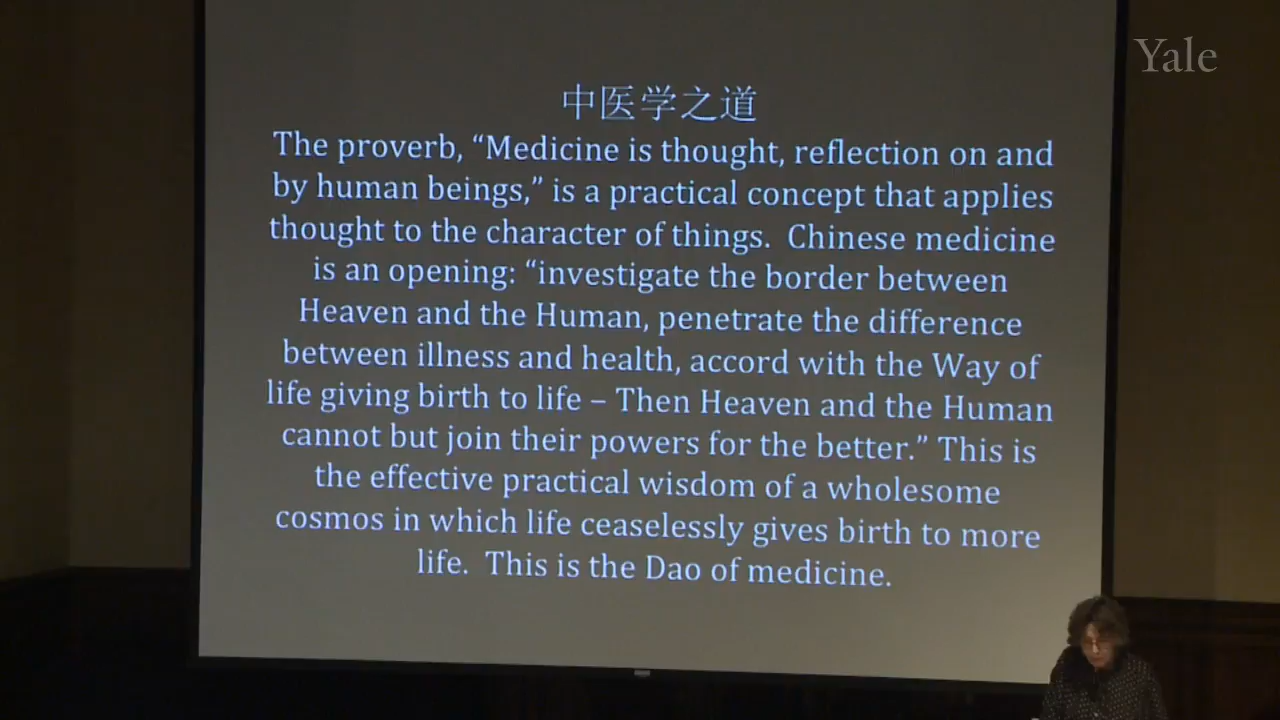 Yale
中医学之道
The proverb, “Medicine is thought, reflection on and
by human beings,” is a practical concept that applies
thought to the character of things.  Chinese medicine
is an opening: “investigate the border between
Heaven and the Human, penetrate the difference
between illness and health, accord with the Way of
life giving birth to life – Then Heaven and the Human
cannot but join their powers for the better.” This is
the effective practical wisdom of a wholesome
cosmos in which life ceaselessly gives birth to more
life.  This is the Dao of medicine.